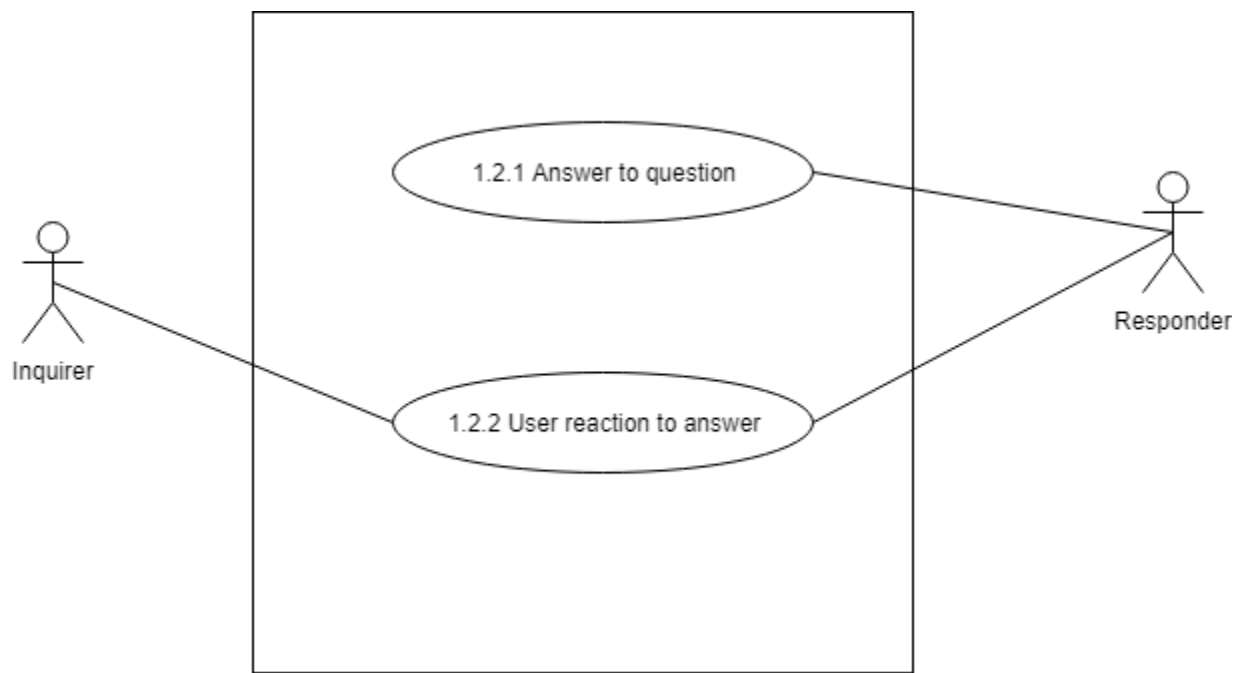 1.2.1 Answer to question
Responder
Inquirer
1.2.2 User reaction to answer